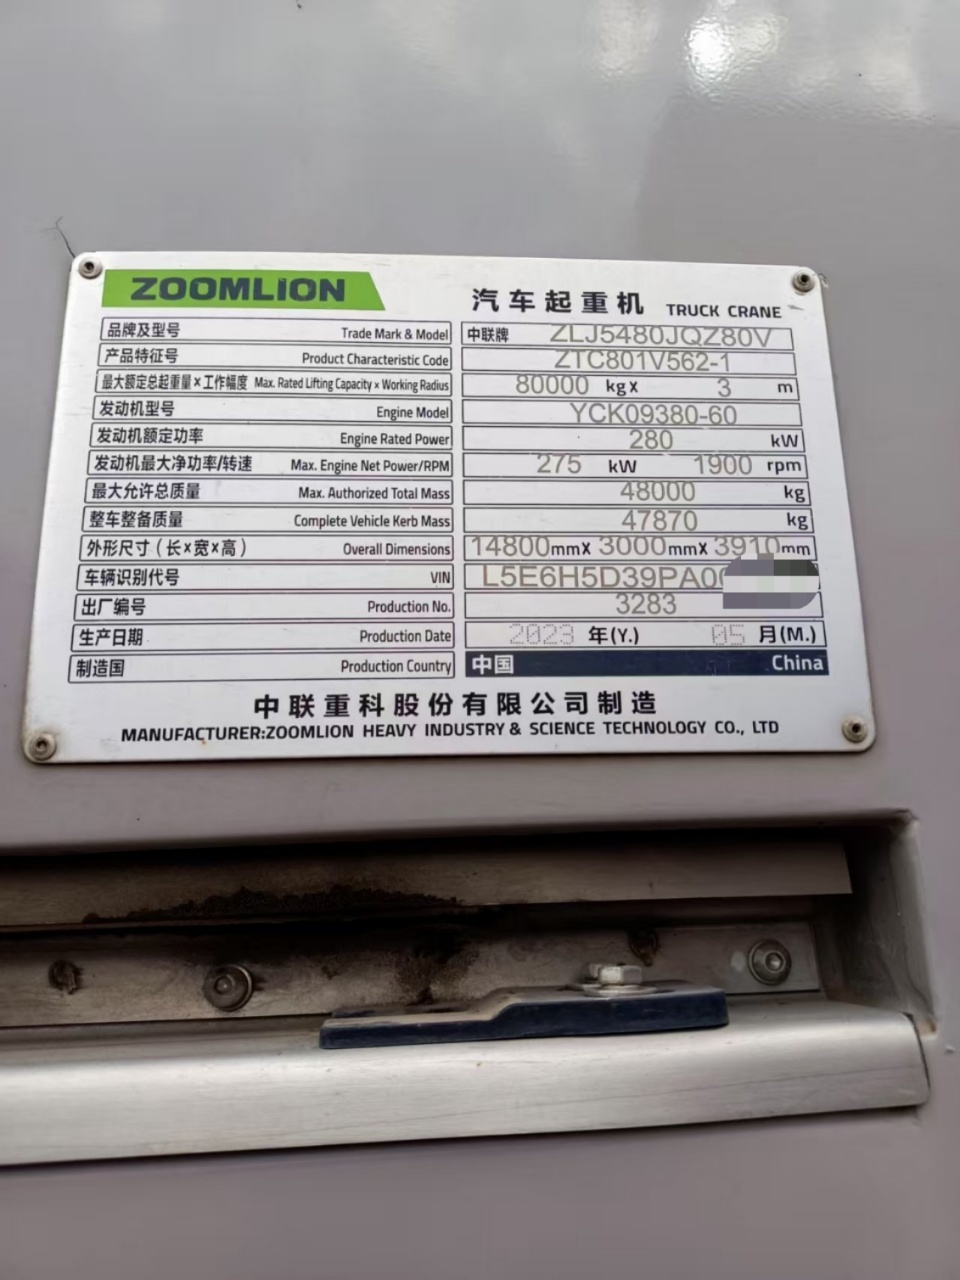 ZOOMLION
汽车起重机 TRUCK CRANE
品牌及型号 Trade Mark & Model 中联牌 ZLJ5480JQZ80V
产品特征号 Product Characteristic Code ZTC801V562-1
最大额定总起重量×工作幅度 Max. Rated Lifting Capacity × Working Radius 80000 kg× 3 m
发动机型号 Engine Model YCK09380-60
发动机额定功率 Engine Rated Power 280 kW
发动机最大净功率/转速 Max. Engine Net Power/RPM 275 kW 1900 rpm
最大允许总质量 Max. Authorized Total Mass 48000 kg
整车整备质量 Complete Vehicle Kerb Mass 47870 kg
外形尺寸(长×宽×高) Overall Dimensions 14800mm× 3000mm× 3910mm
车辆识别代号 VIN L5E6H5D39PA00
出厂编号 Production No. 3283
生产日期 Production Date 2023 年(Y.) 05 月(M.)
制造国 Production Country 中国 China
中联重科股份有限公司制造
MANUFACTURER:ZOOMLION HEAVY INDUSTRY & SCIENCE TECHNOLOGY CO., LTD